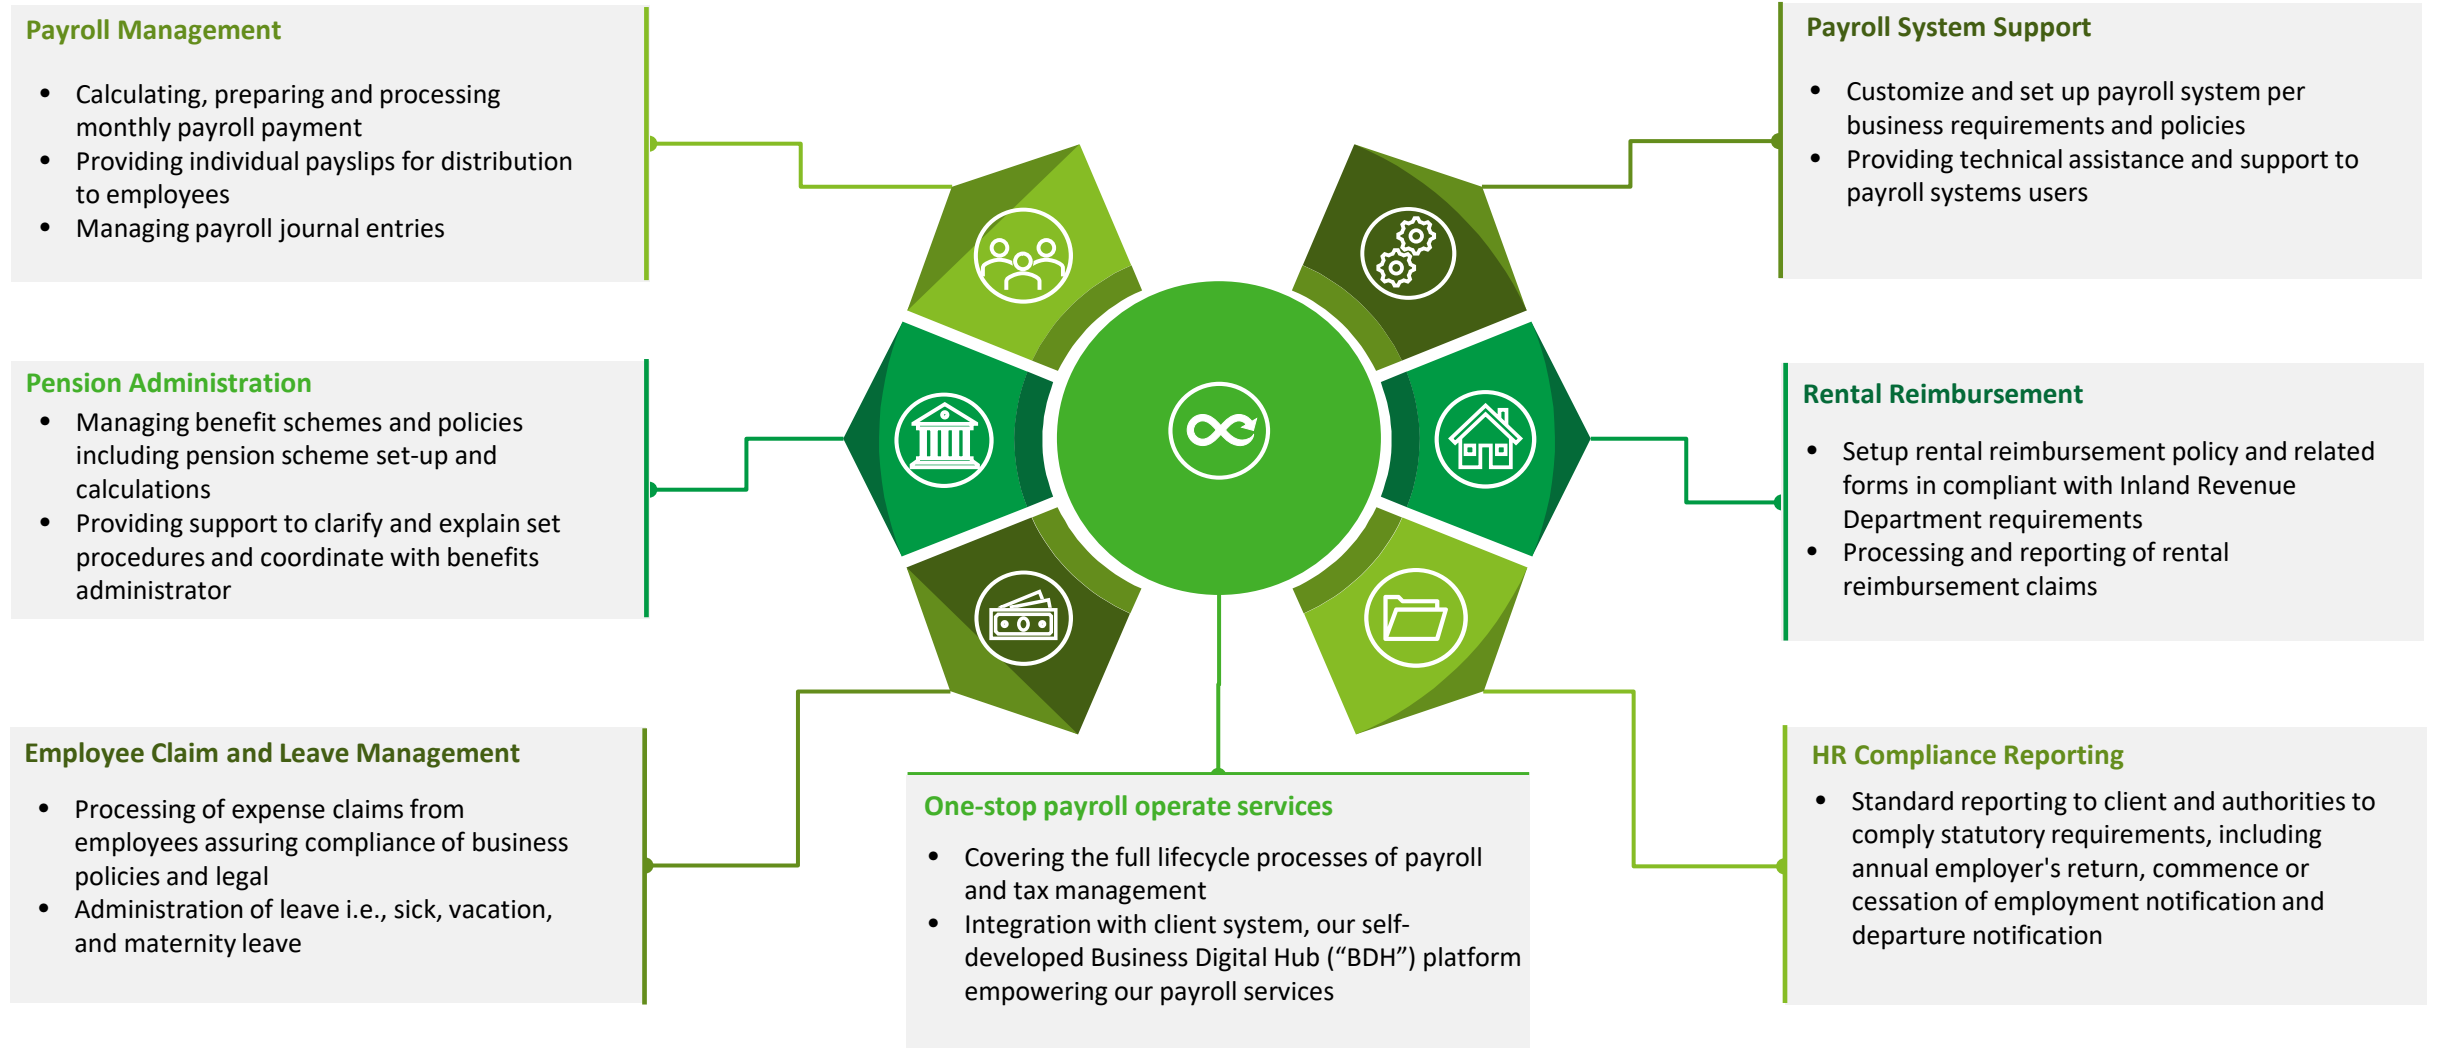 Payroll Management
• Calculating, preparing and processing
monthly payroll payment
• Providing individual payslips for distribution
to employees
• Managing payroll journal entries
Pension Administration
• Managing benefit schemes and policies
including pension scheme set-up and
calculations
• Providing support to clarify and explain set
procedures and coordinate with benefits
administrator
Employee Claim and Leave Management
• Processing of expense claims from
employees assuring compliance of business
policies and legal
• Administration of leave i.e., sick, vacation,
and maternity leave
One-stop payroll operate services
• Covering the full lifecycle processes of payroll
and tax management
• Integration with client system, our self-
developed Business Digital Hub (“BDH”) platform
empowering our payroll services
Payroll System Support
• Customize and set up payroll system per
business requirements and policies
• Providing technical assistance and support to
payroll systems users
Rental Reimbursement
• Setup rental reimbursement policy and related
forms in compliant with Inland Revenue
Department requirements
• Processing and reporting of rental
reimbursement claims
HR Compliance Reporting
• Standard reporting to client and authorities to
comply statutory requirements, including
annual employer's return, commence or
cessation of employment notification and
departure notification